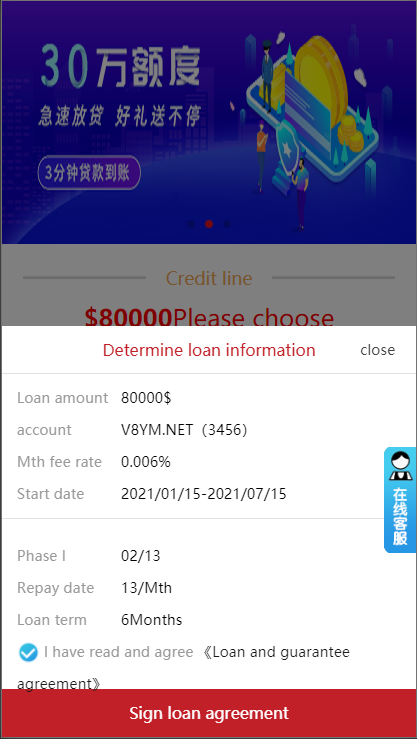 30万额度
急速放贷 好礼送不停
3分钟贷款到账
Credit line
$80000Please choose
Determine loan information
close
Loan amount 80000$
account V8YM.NET（3456）
Mth fee rate 0.006%
Start date 2021/01/15-2021/07/15
在线客服
Phase I 02/13
Repay date 13/Mth
Loan term 6Months
I have read and agree 《Loan and guarantee
agreement》
Sign loan agreement